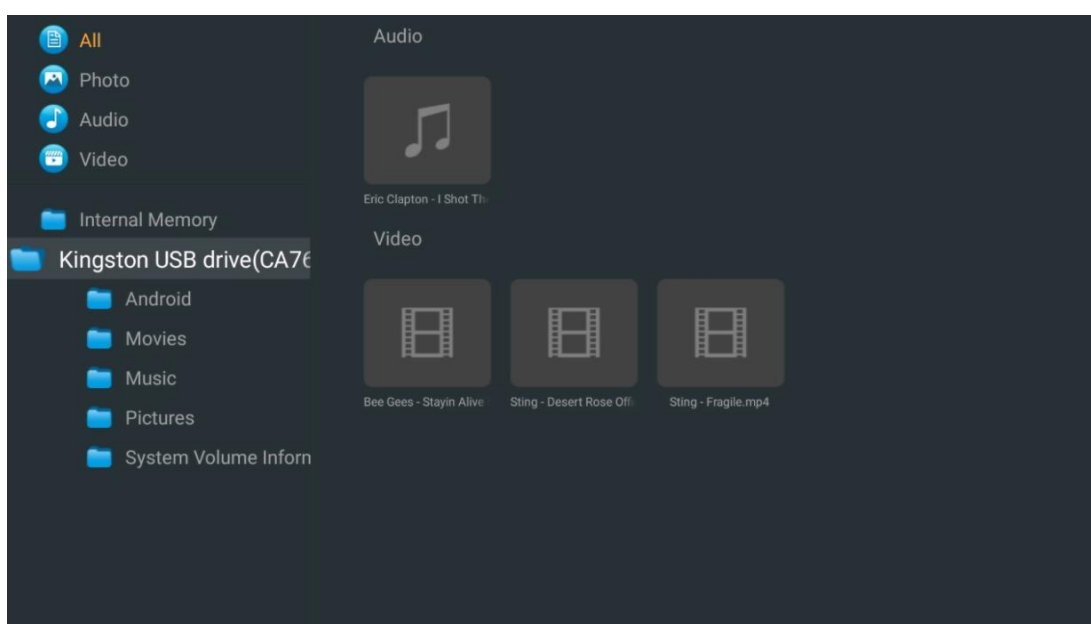 All
Photo
Audio
Video
Internal Memory
Kingston USB drive(CA76
Android
Movies
Music
Pictures
System Volume Inforn
Audio
Eric Clapton - I Shot Th
Video
Bee Gees - Stayin Alive
Sting - Desert Rose Offi
Sting - Fragile.mp4